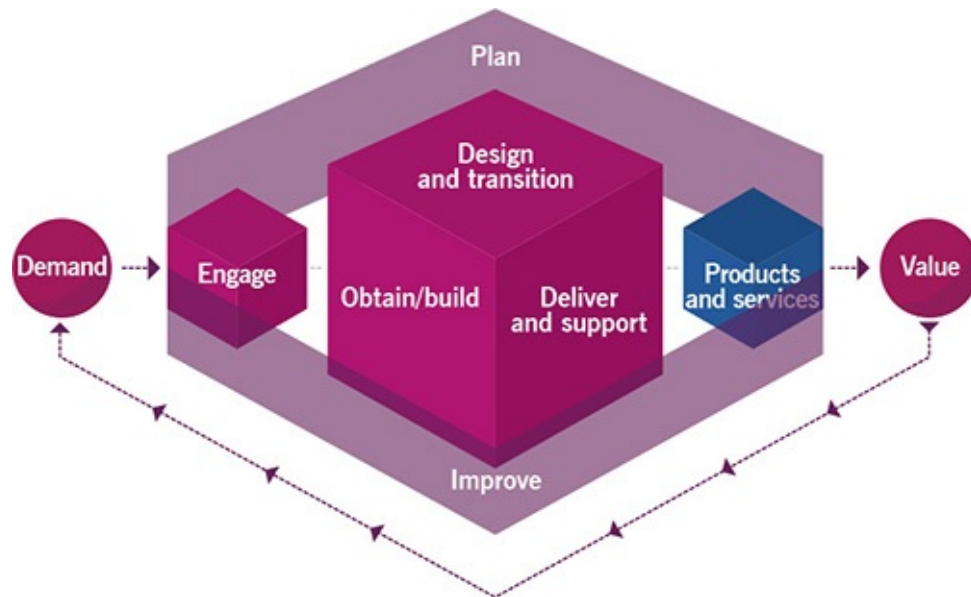 Plan
Design
and transition
Demand
Engage
Obtain/build
Deliver
and support
Products
and services
Value
Improve